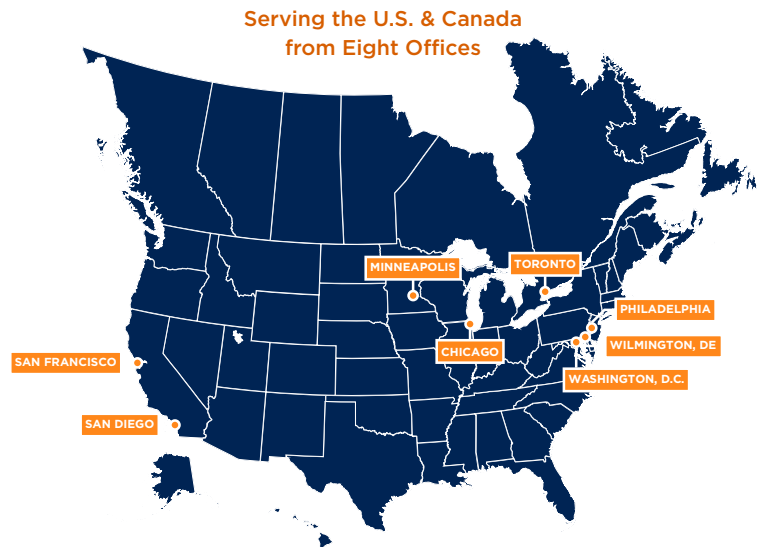 Serving the U.S. & Canada
from Eight Offices
MINNEAPOLIS
TORONTO
PHILADELPHIA
WILMINGTON, DE
CHICAGO
SAN FRANCISCO
WASHINGTON, D.C.
SAN DIEGO